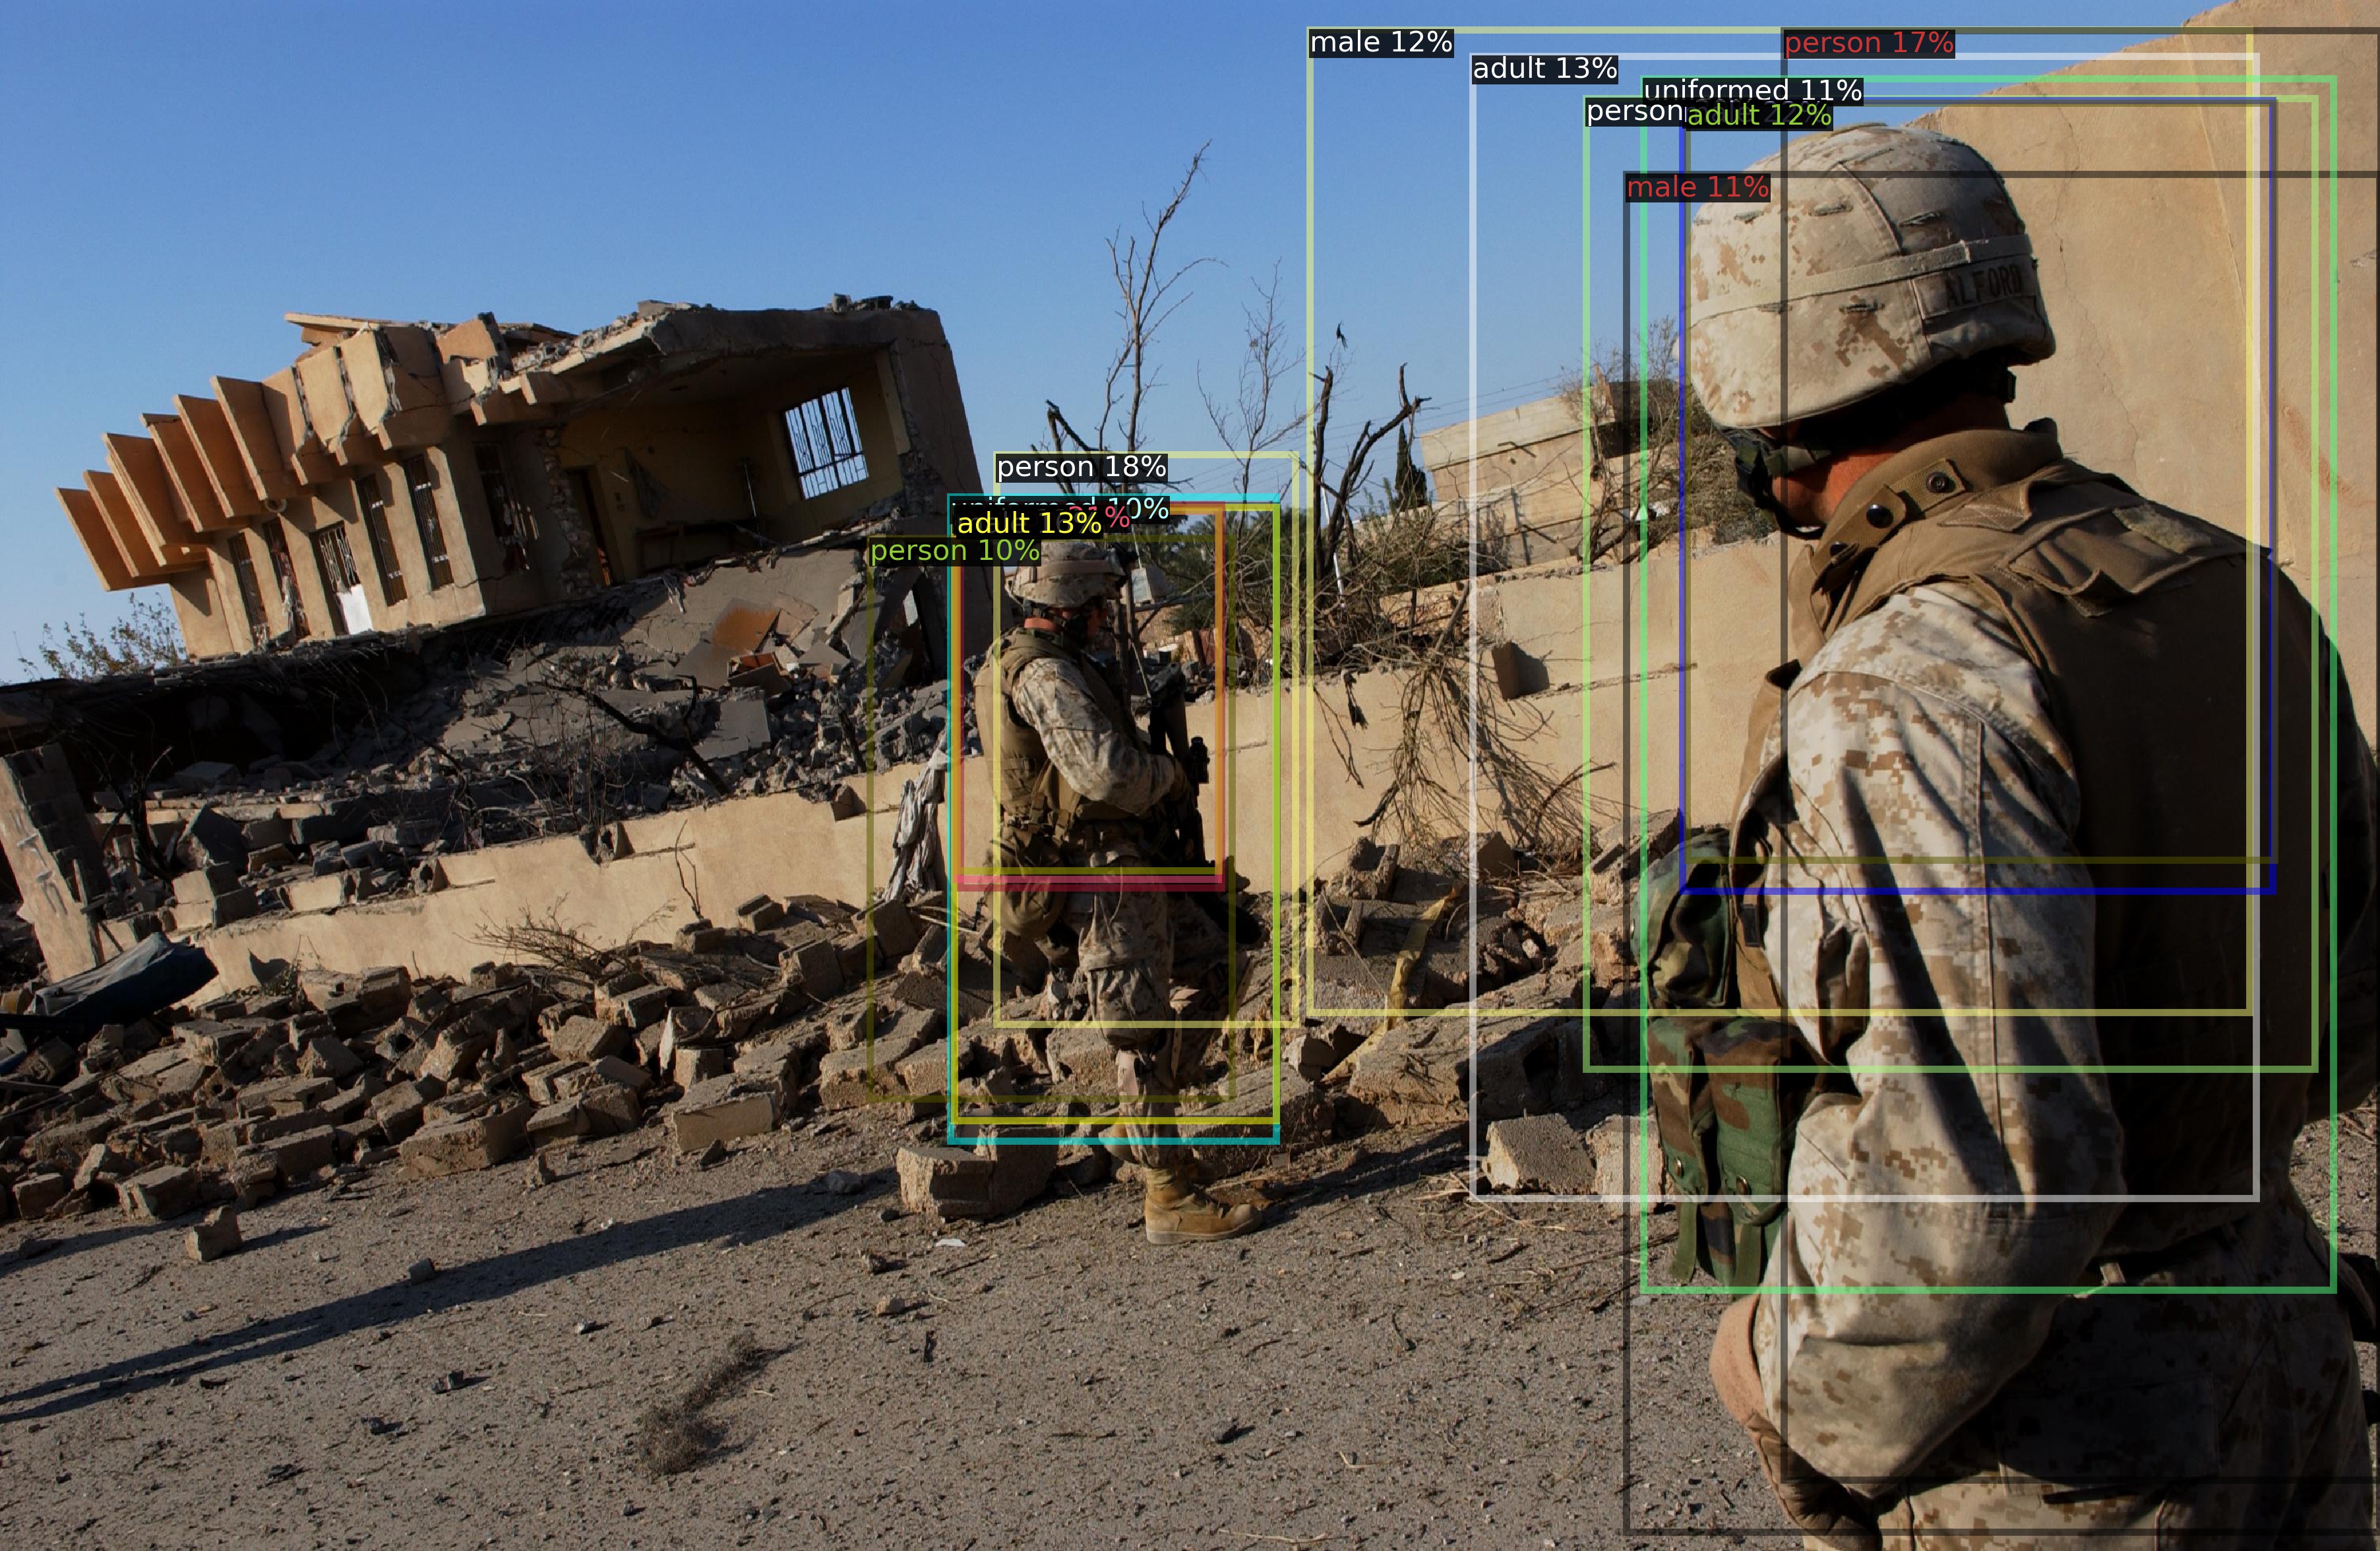 male 12%
person 17%
adult 13%
uniformed 11%
person
adult 12%
male 11%
ALFORD
person 18%
0%
adult 13%
person 10%